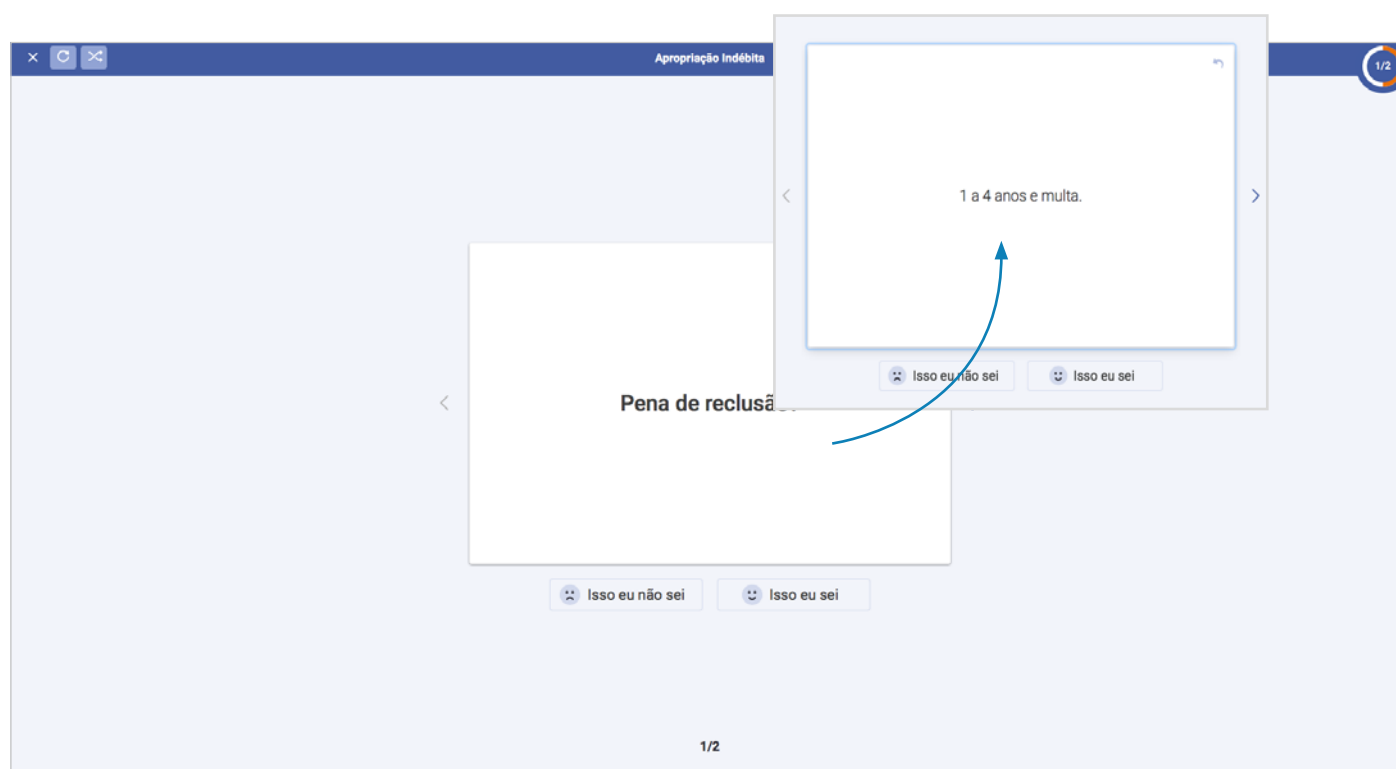 Apropriação Indébita
1/2
1 a 4 anos e multa.
Isso eu não sei
Isso eu sei
Pena de
Isso eu não sei
Isso eu sei
1/2